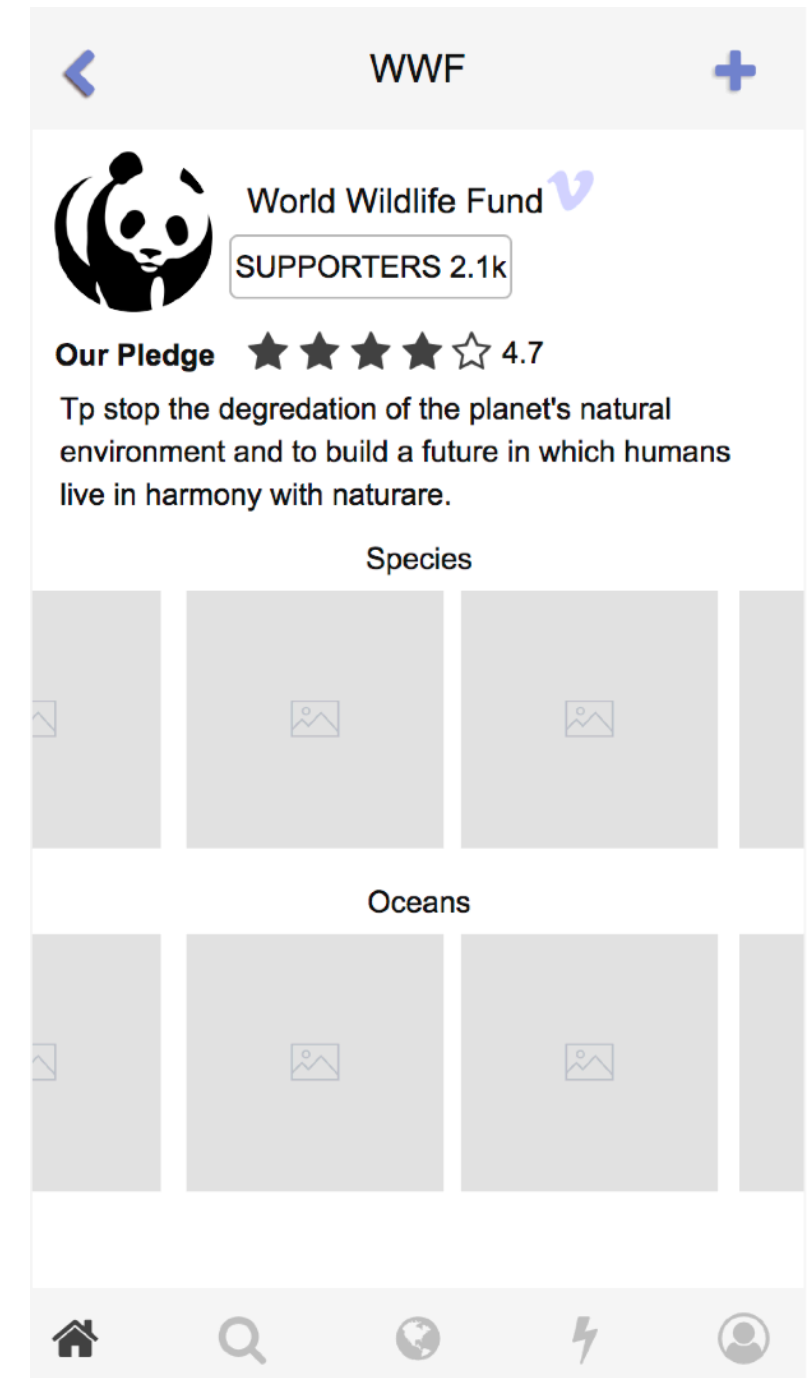 WWF
World Wildlife Fund
SUPPORTERS 2.1k
Our Pledge 4.7
Tp stop the degredation of the planet's natural
environment and to build a future in which humans
live in harmony with naturare.
Species
Oceans